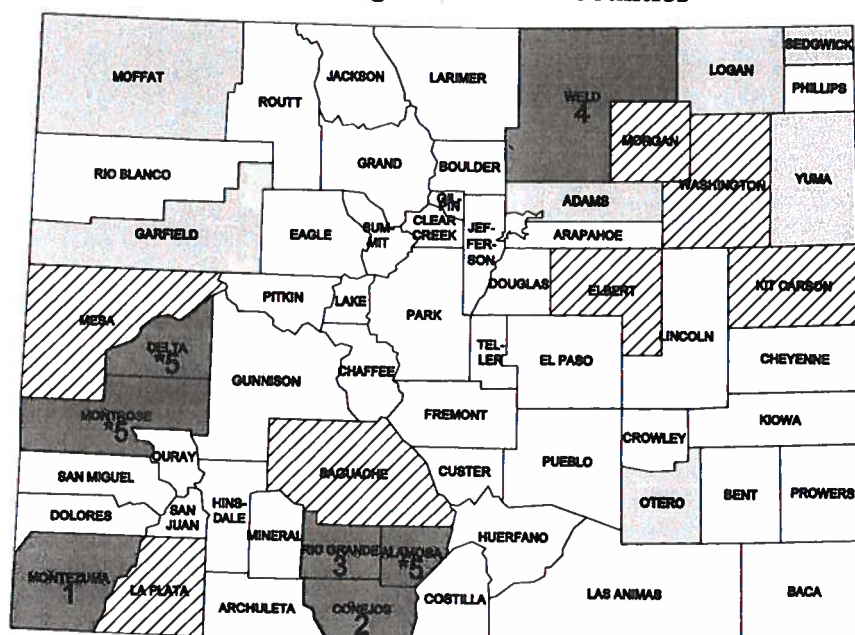 MOFFAT
ROUTT
JACKSON
LARIMER
WELD
4
LOGAN
SEDGWICK
PHILLIPS
MORGAN
RIO BLANCO
GRAND
BOULDER
WASHINGTON
YUMA
GARFIELD
EAGLE
SUM-
MIT
GIL-
PIN
CLEAR
CREEK
JEF-
FER-
SON
ADAMS
ARAPAHOE
MESA
PITKIN
LAKE
PARK
DOUGLAS
ELBERT
LINCOLN
KIT CARSON
DELTA
*5
GUNNISON
CHAFFEE
TEL-
LER
EL PASO
CHEYENNE
MONTROSE
*5
FREMONT
KIOWA
OURAY
SAGUACHE
CUSTER
PUEBLO
CROWLEY
SAN MIGUEL
OTERO
BENT
PROWERS
DOLORES
SAN
JUAN
HINS-
DALE
MINERAL
RIO GRANDE
3
ALAMOSA
*5
HUERFANO
MONTEZUMA
1
LA PLATA
ARCHULETA
CONEJOS
2
COSTILLA
LAS ANIMAS
BACA